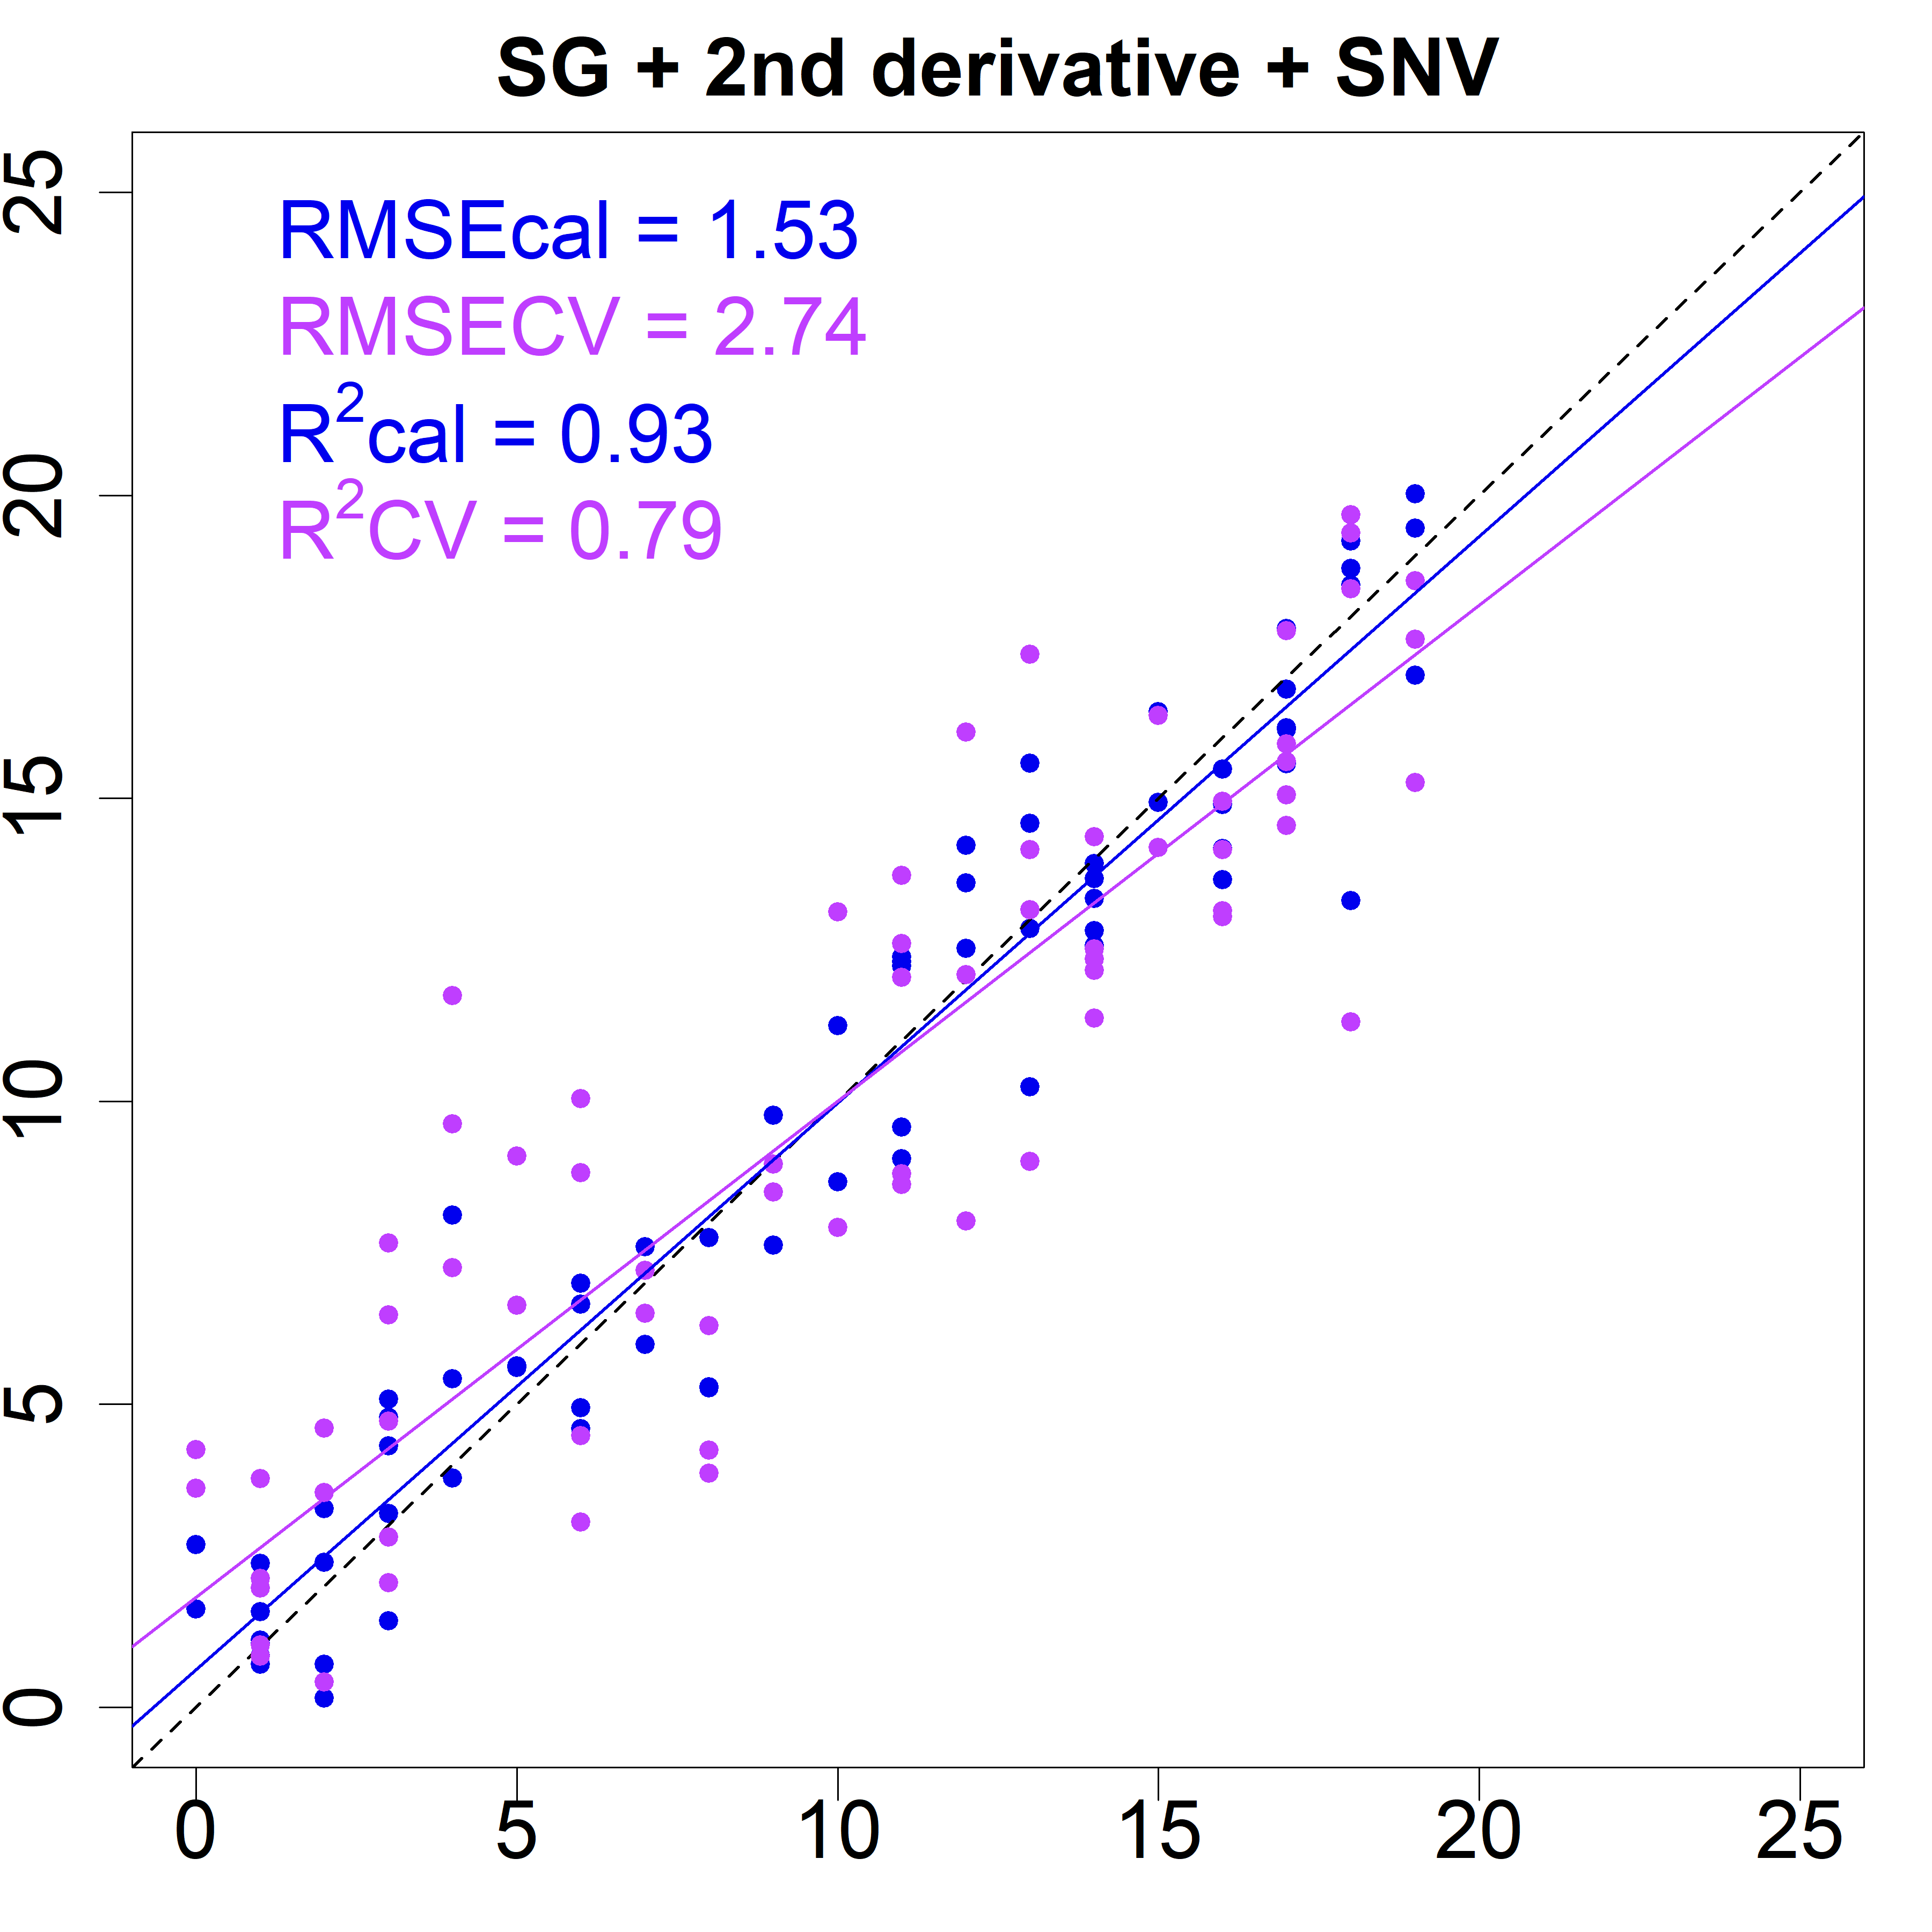 SG + 2nd derivative + SNV
25
RMSEcal = 1.53
RMSECV = 2.74
R²cal = 0.93
20
R²CV = 0.79
15
10
5
0
0 5 10 15 20 25